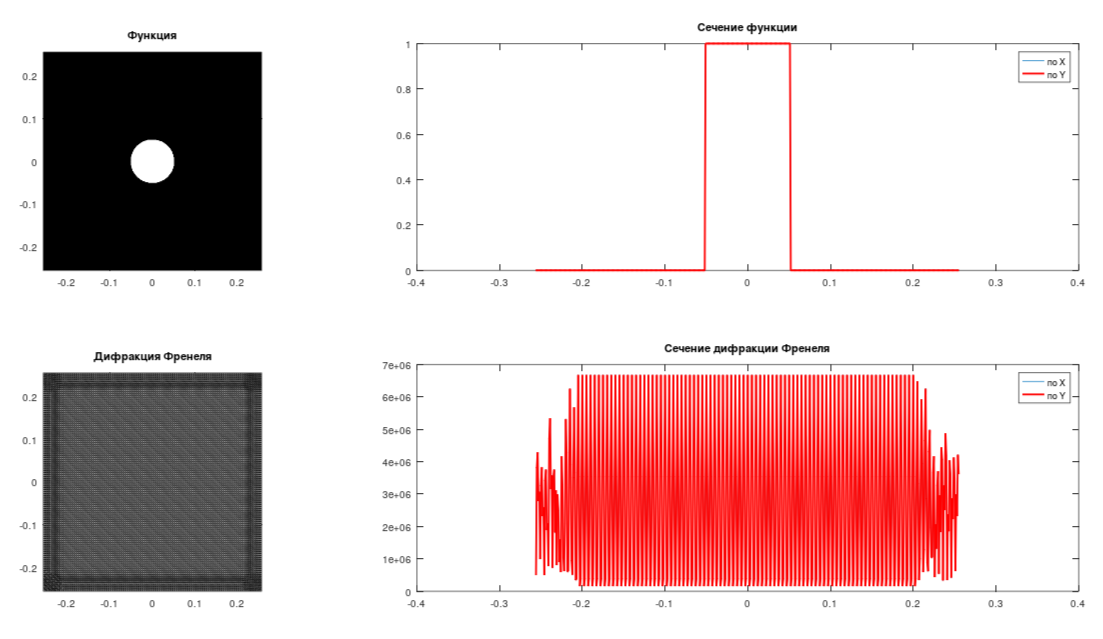 Функция
0.2
0.1
0
-0.1
-0.2
-0.2 -0.1 0 0.1 0.2
Сечение функции
1
0.8
0.6
0.4
0.2
0
-0.4 -0.3 -0.2 -0.1 0 0.1 0.2 0.3 0.4
по X
по Y
Дифракция Френеля
0.2
0.1
0
-0.1
-0.2
-0.2 -0.1 0 0.1 0.2
Сечение дифракции Френеля
7e+06
6e+06
5e+06
4e+06
3e+06
2e+06
1e+06
0
-0.4 -0.3 -0.2 -0.1 0 0.1 0.2 0.3 0.4
по X
по Y